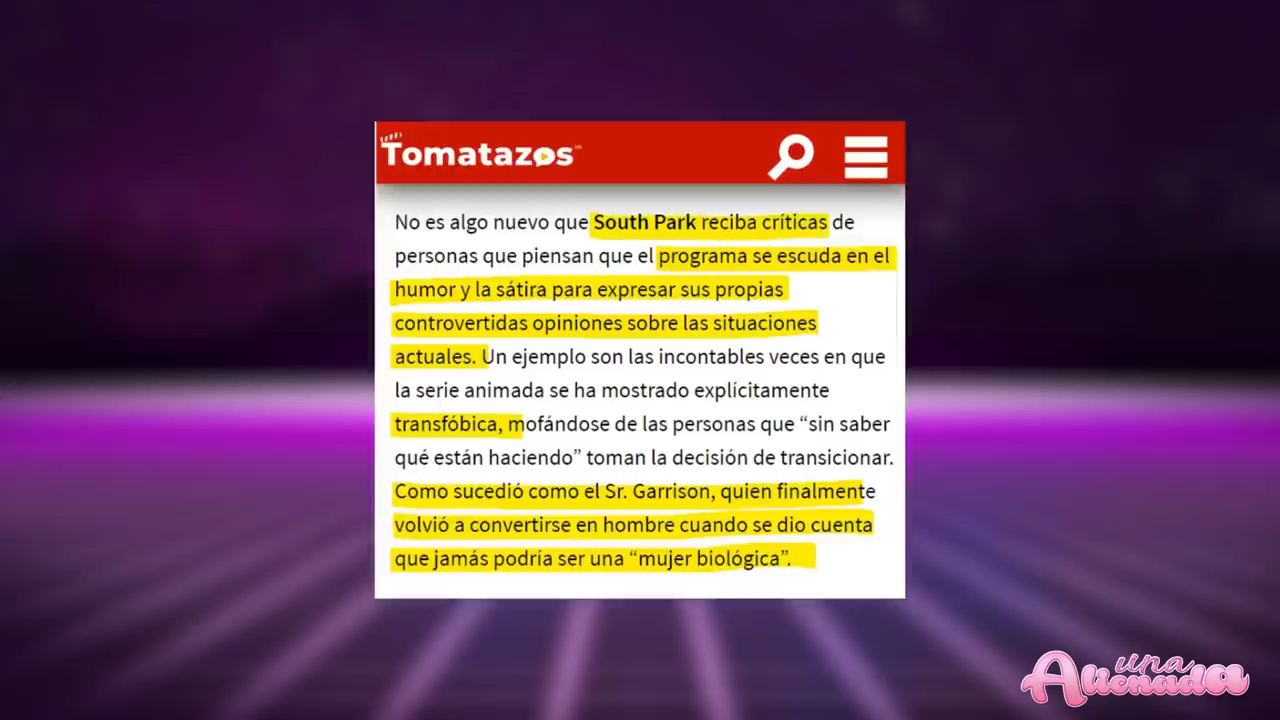 Tomatazos
No es algo nuevo que South Park reciba críticas de
personas que piensan que el programa se escuda en el
humor y la sátira para expresar sus propias
controvertidas opiniones sobre las situaciones
actuales. Un ejemplo son las incontables veces en que
la serie animada se ha mostrado explícitamente
transfóbica, mofándose de las personas que “sin saber
qué están haciendo” toman la decisión de transicionar.
Como sucedió como el Sr. Garrison, quien finalmente
volvió a convertirse en hombre cuando se dio cuenta
que jamás podría ser una “mujer biológica”.
una
Alienada